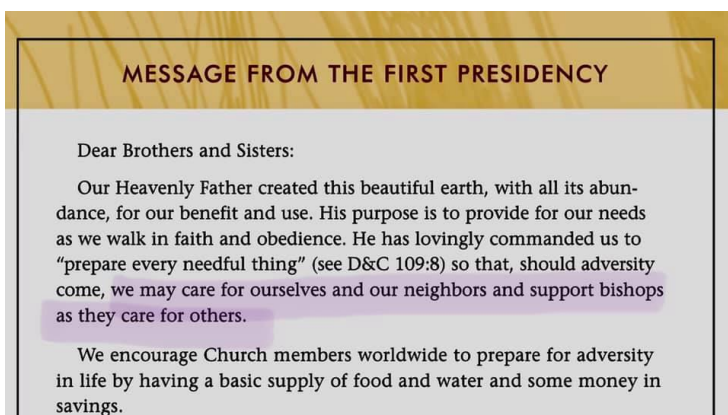 MESSAGE FROM THE FIRST PRESIDENCY
Dear Brothers and Sisters:
Our Heavenly Father created this beautiful earth, with all its abun-
dance, for our benefit and use. His purpose is to provide for our needs
as we walk in faith and obedience. He has lovingly commanded us to
“prepare every needful thing” (see D&C 109:8) so that, should adversity
come, we may care for ourselves and our neighbors and support bishops
as they care for others.
We encourage Church members worldwide to prepare for adversity
in life by having a basic supply of food and water and some money in
savings.